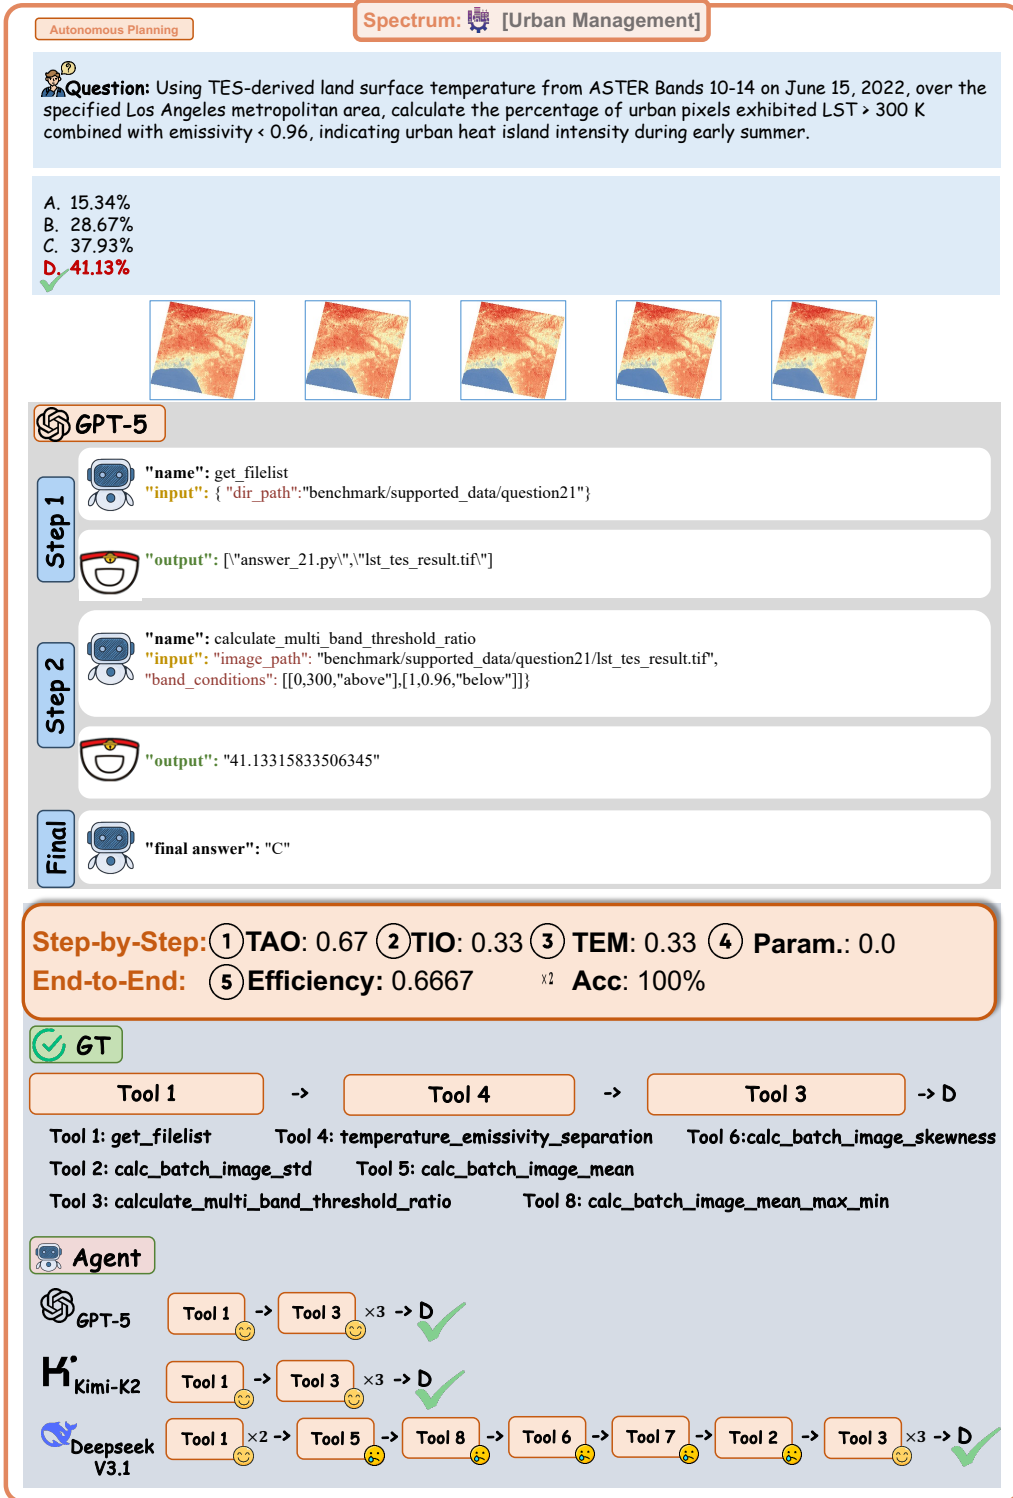 Autonomous Planning
Spectrum: [Urban Management]
Question: Using TES-derived land surface temperature from ASTER Bands 10-14 on June 15, 2022, over the
specified Los Angeles metropolitan area, calculate the percentage of urban pixels exhibited LST > 300 K
combined with emissivity < 0.96, indicating urban heat island intensity during early summer.
A. 15.34%
B. 28.67%
C. 37.93%
D. 41.13%
GPT-5
Step 1
"name": get_filelist
"input": { "dir_path":"benchmark/supported_data/question21"}
"output": [\"answer_21.py\",\"lst_tes_result.tif\"]
Step 2
"name": calculate_multi_band_threshold_ratio
"input": "image_path": "benchmark/supported_data/question21/lst_tes_result.tif",
"band_conditions": [[0,300,"above"],[1,0.96,"below"]]}
"output": "41.13315833506345"
Final
"final answer": "C"
Step-by-Step: 1 TAO: 0.67 2 TIO: 0.33 3 TEM: 0.33 4 Param.: 0.0
End-to-End: 5 Efficiency: 0.6667 ×2 Acc: 100%
GT
Tool 1 -> Tool 4 -> Tool 3 -> D
Tool 1: get_filelist Tool 4: temperature_emissivity_separation Tool 6:calc_batch_image_skewness
Tool 2: calc_batch_image_std Tool 5: calc_batch_image_mean
Tool 3: calculate_multi_band_threshold_ratio Tool 8: calc_batch_image_mean_max_min
Agent
GPT-5 Tool 1 -> Tool 3 ×3 -> D
Kimi-K2 Tool 1 -> Tool 3 ×3 -> D
Deepseek V3.1 Tool 1 ×2 -> Tool 5 -> Tool 8 -> Tool 6 -> Tool 7 -> Tool 2 -> Tool 3 ×3 -> D